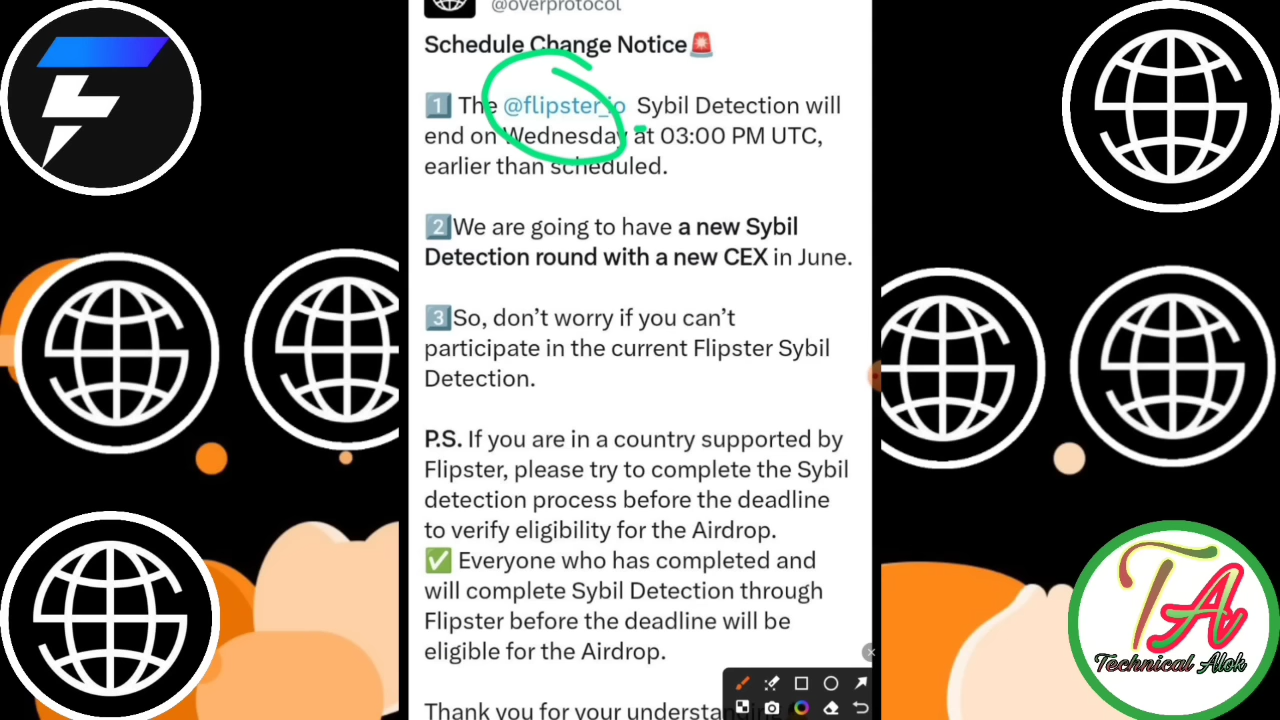 @overprotocol
Schedule Change Notice🚨
1️⃣ The @flipster_io Sybil Detection will
end on Wednesday at 03:00 PM UTC,
earlier than scheduled.
2️⃣We are going to have a new Sybil
Detection round with a new CEX in June.
3️⃣So, don’t worry if you can’t
participate in the current Flipster Sybil
Detection.
P.S. If you are in a country supported by
Flipster, please try to complete the Sybil
detection process before the deadline
to verify eligibility for the Airdrop.
✅ Everyone who has completed and
will complete Sybil Detection through
Flipster before the deadline will be
eligible for the Airdrop.
Thank you for your understanding
TA
Technical Alok